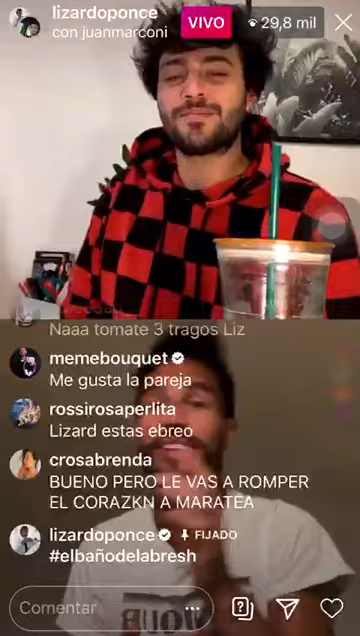 lizardoponce
con juanmarconi
VIVO
29,8 mil
Naaa tomate 3 tragos Liz
memebouquet
Me gusta la pareja
rossirosaperlita
Lizard estas ebreo
crosabrenda
BUENO PERO LE VAS A ROMPER
EL CORAZKN A MARATEA
lizardoponce FIJADO
#elbañodelabresh
Comentar